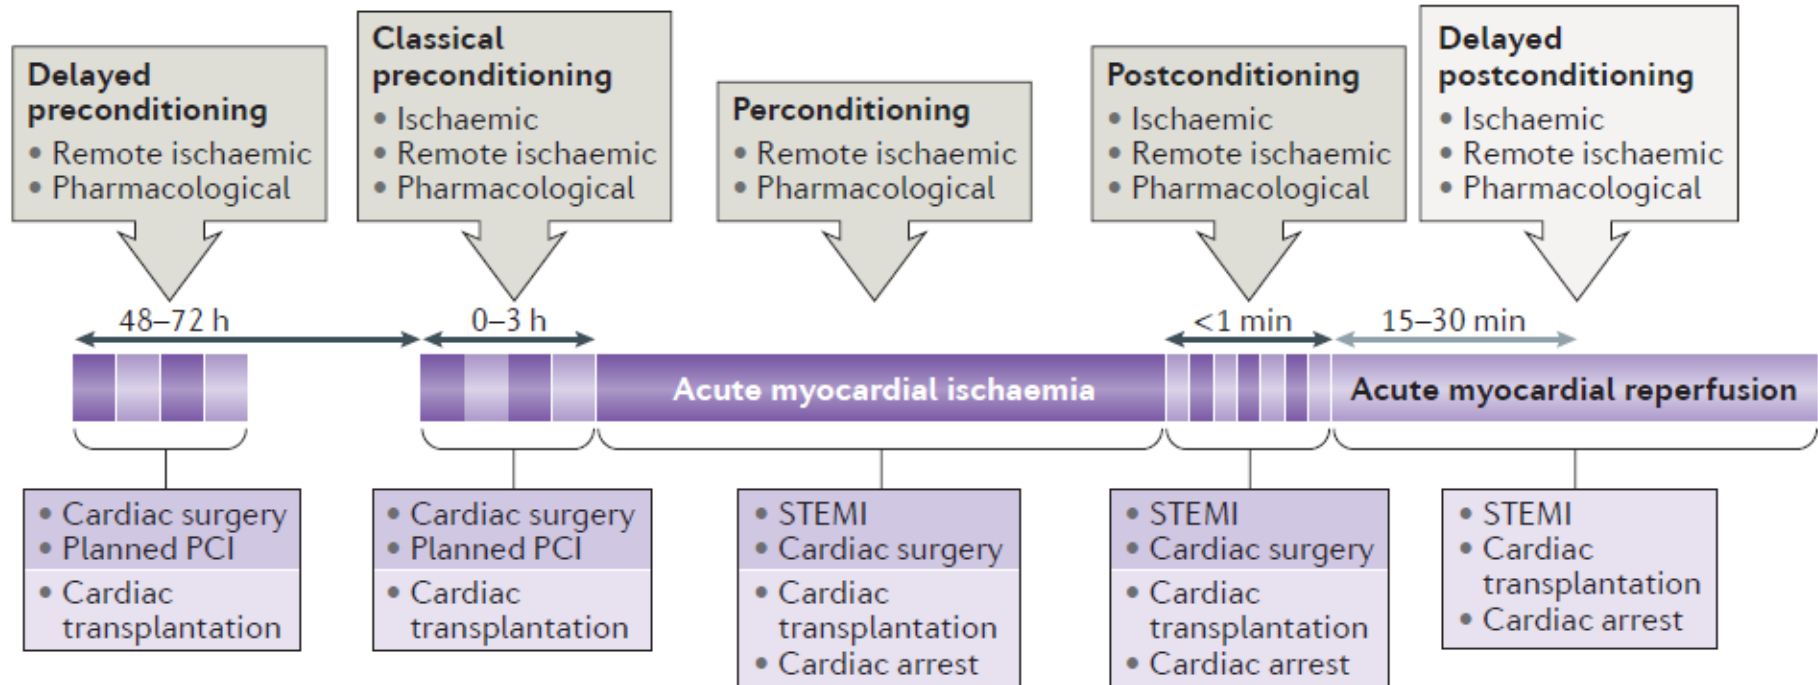 Delayed
preconditioning
• Remote ischaemic
• Pharmacological
Classical
preconditioning
• Ischaemic
• Remote ischaemic
• Pharmacological
Perconditioning
• Remote ischaemic
• Pharmacological
Postconditioning
• Ischaemic
• Remote ischaemic
• Pharmacological
Delayed
postconditioning
• Ischaemic
• Remote ischaemic
• Pharmacological
48–72 h
0–3 h
<1 min
15–30 min
Acute myocardial ischaemia
Acute myocardial reperfusion
• Cardiac surgery
• Planned PCI
• Cardiac
transplantation
• Cardiac surgery
• Planned PCI
• Cardiac
transplantation
• STEMI
• Cardiac surgery
• Cardiac
transplantation
• Cardiac arrest
• STEMI
• Cardiac surgery
• Cardiac
transplantation
• Cardiac arrest
• STEMI
• Cardiac
transplantation
• Cardiac arrest